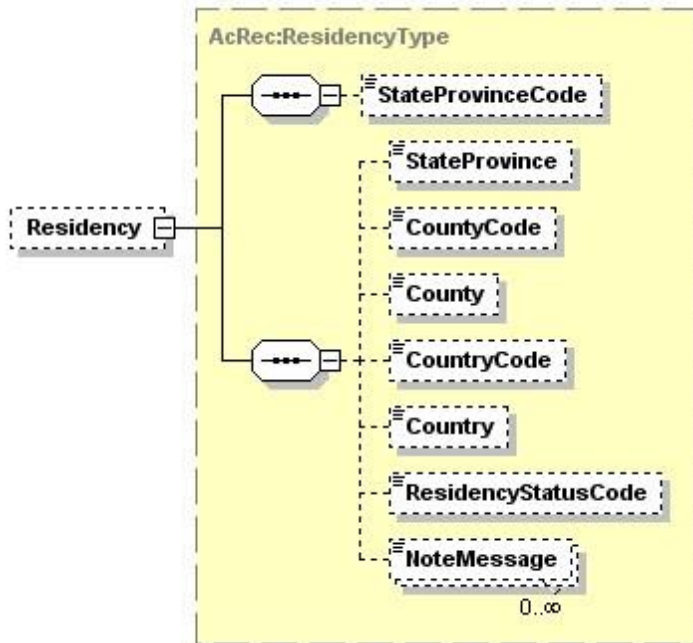 AcRec:ResidencyType
StateProvinceCode
StateProvince
Residency
CountyCode
County
CountryCode
Country
ResidencyStatusCode
NoteMessage
0..∞